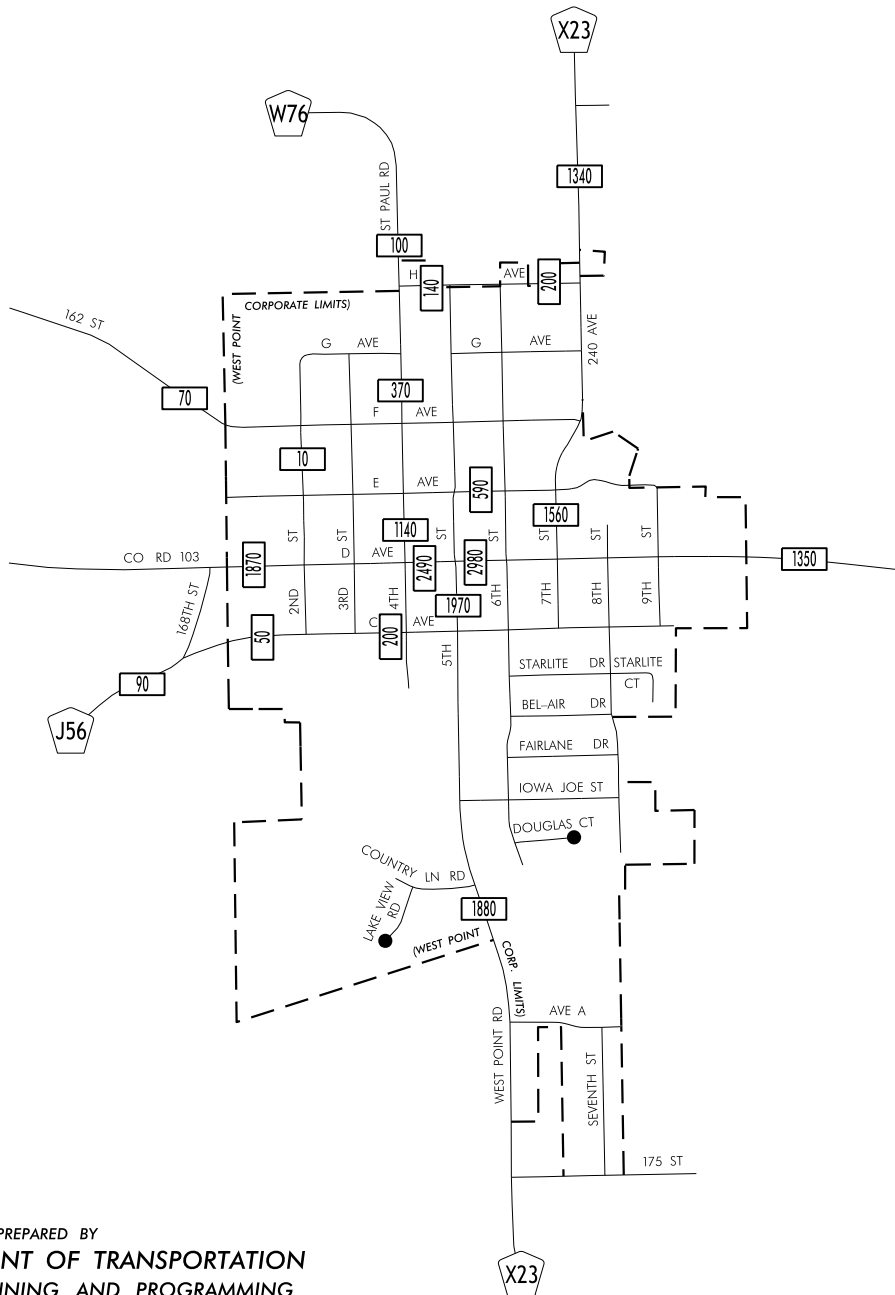 X23
W76
1340
ST PAUL RD
100
H AVE
140
200
CORPORATE LIMITS)
(WEST POINT
162 ST
G AVE
G AVE
240 AVE
70
370
F AVE
10
E AVE
590
1140
1560
ST
ST
ST
ST
ST
ST
ST
CO RD 103
1870
D AVE
2490
2980
1350
168TH ST
2ND
3RD
4TH
1970
6TH
7TH
8TH
9TH
50
C AVE
200
5TH
90
STARLITE DR
STARLITE
CT
J56
BEL-AIR DR
FAIRLANE DR
IOWA JOE ST
DOUGLAS CT
COUNTRY LN RD
LAKE VIEW
RD
1880
(WEST POINT
CORP. LIMITS)
WEST POINT RD
AVE A
SEVENTH ST
175 ST
PREPARED BY
NT OF TRANSPORTATION
NING AND PROGRAMMING
X23